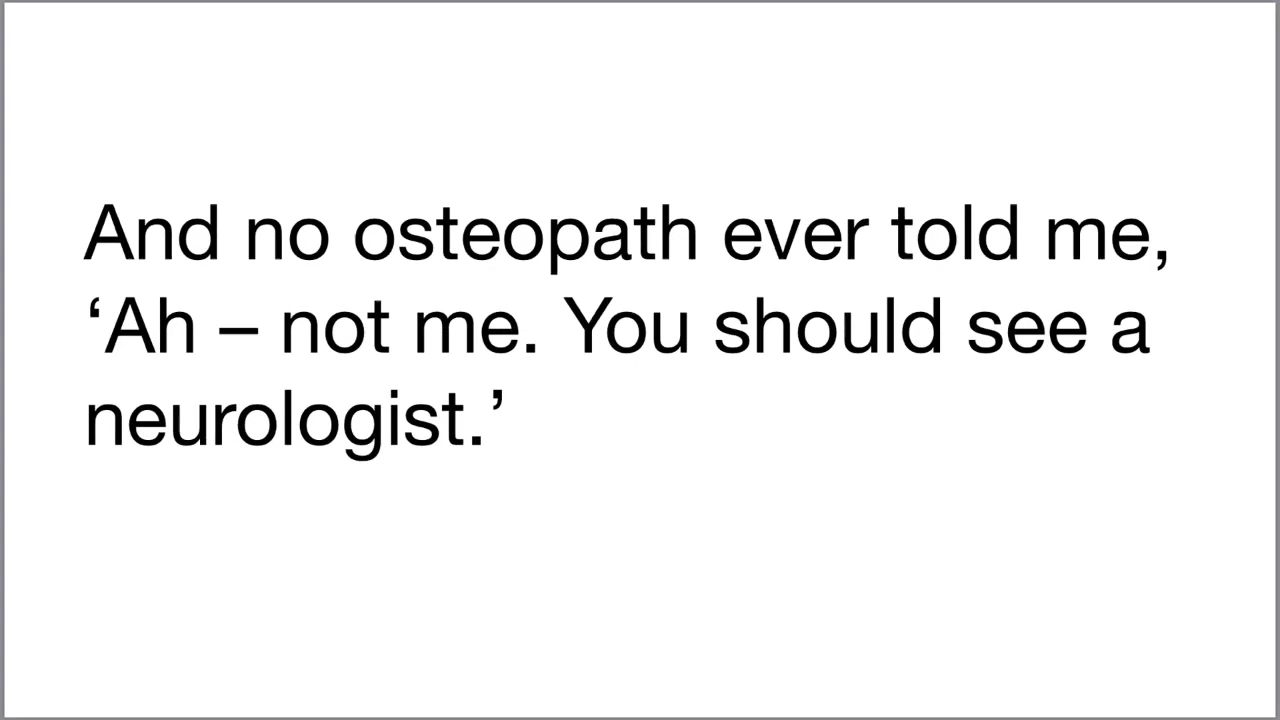 And no osteopath ever told me,
‘Ah – not me. You should see a
neurologist.’